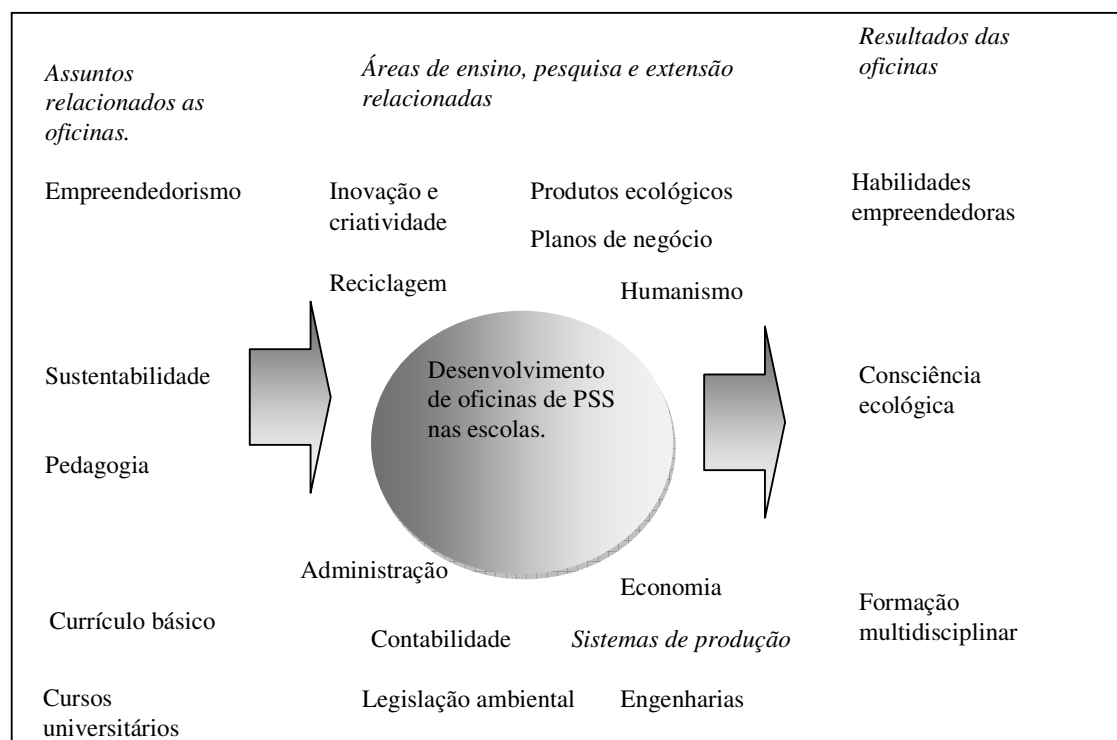 Assuntos
relacionados as
oficinas.
Áreas de ensino, pesquisa e extensão
relacionadas
Resultados das
oficinas
Empreendedorismo
Inovação e
criatividade
Produtos ecológicos
Planos de negócio
Habilidades
empreendedoras
Reciclagem
Humanismo
Sustentabilidade
Desenvolvimento
de oficinas de PSS
nas escolas.
Consciência
ecológica
Pedagogia
Administração
Economia
Currículo básico
Contabilidade
Sistemas de produção
Formação
multidisciplinar
Cursos
universitários
Legislação ambiental
Engenharias